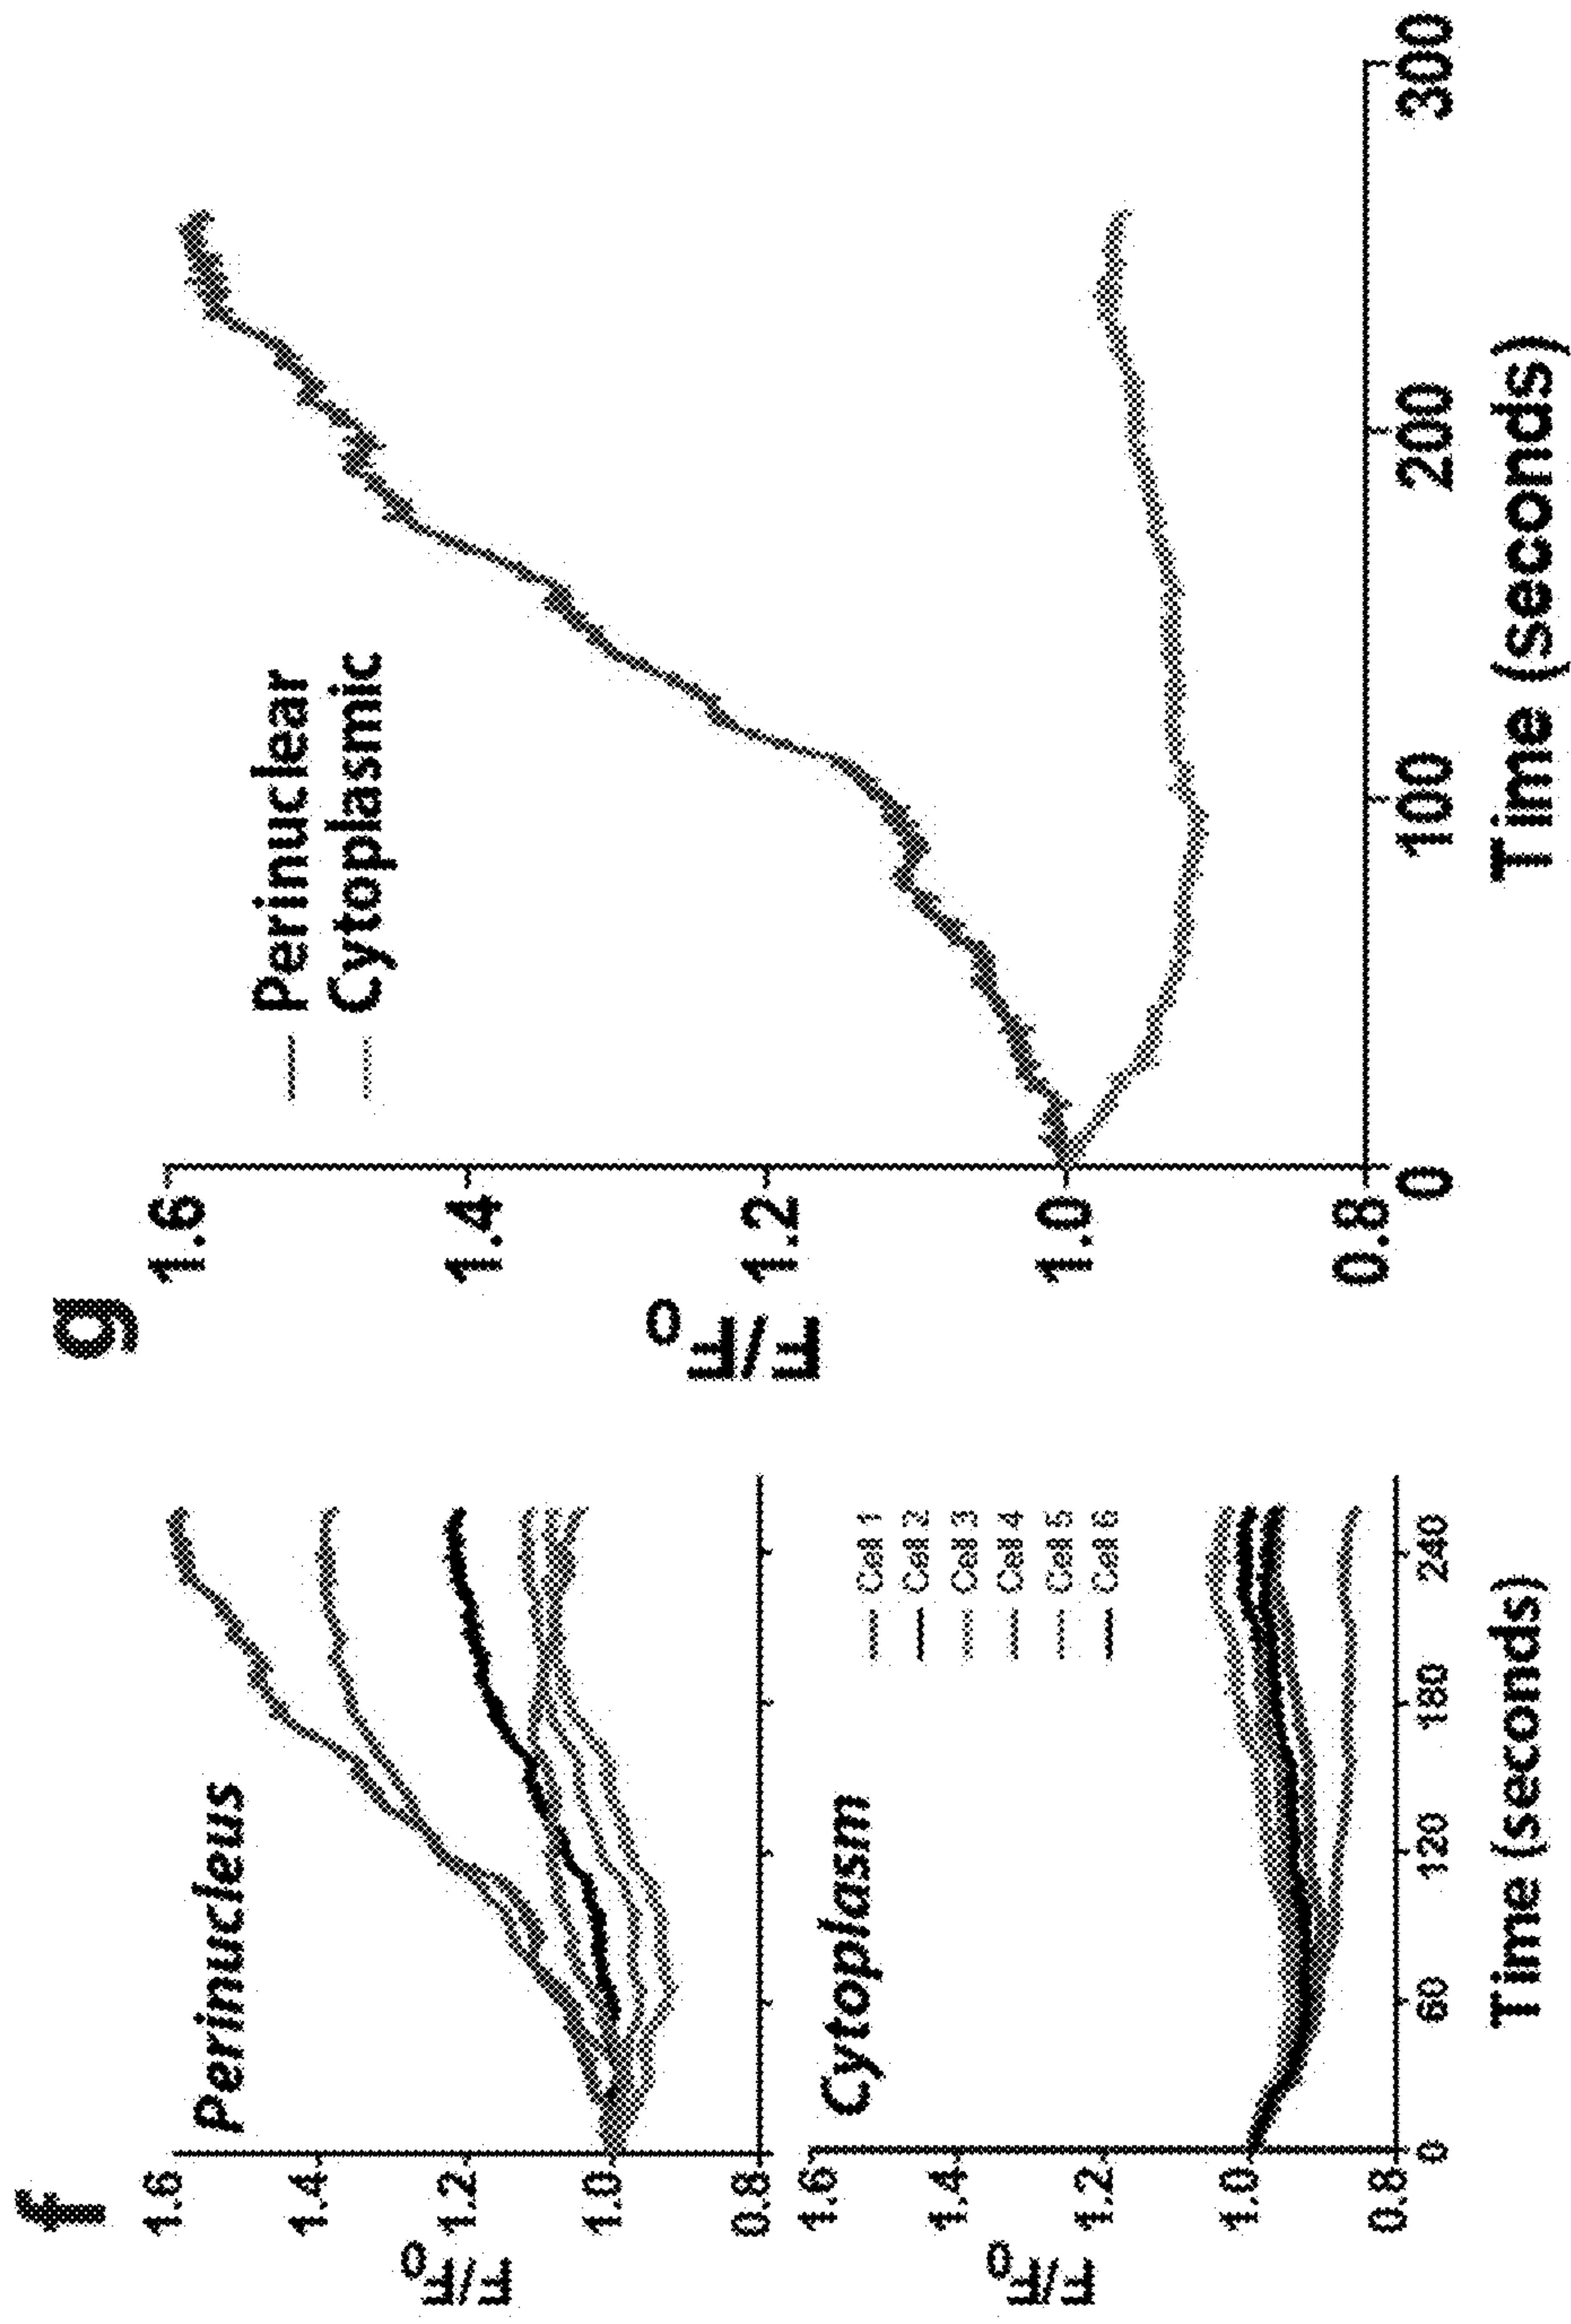 f
Perinucleus
F/F0
1.6
1.4
1.2
1.0
0.8
Cytoplasm
F/F0
1.6
1.4
1.2
1.0
0.8
Cell 1
Cell 2
Cell 3
Cell 4
Cell 5
Cell 6
0 60 120 180 240
Time (seconds)
g
Perinuclear
Cytoplasmic
F/F0
1.6
1.4
1.2
1.0
0.8
0 100 200 300
Time (seconds)